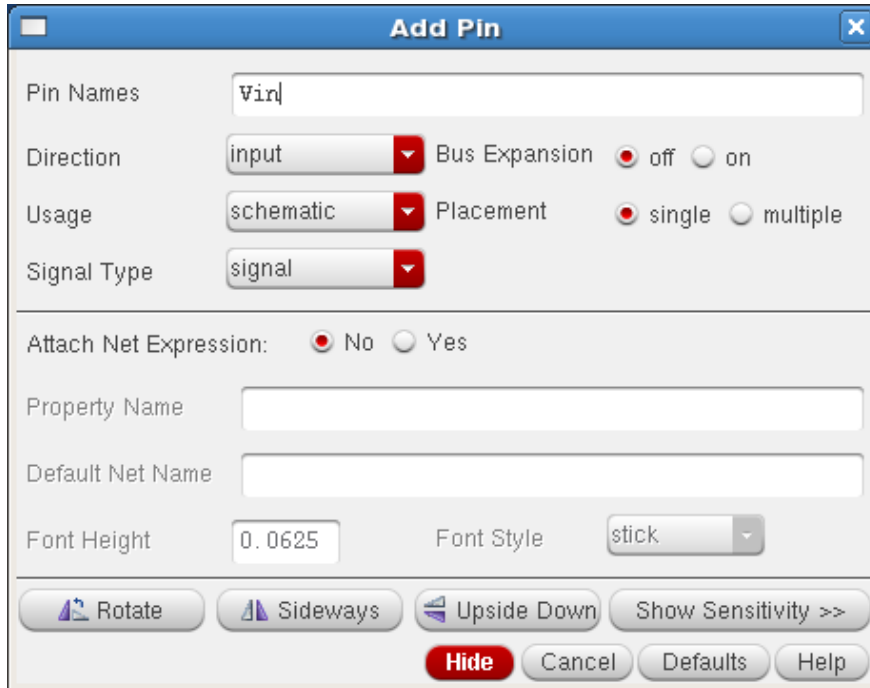 Add Pin
Pin Names Vin
Direction input Bus Expansion off on
Usage schematic Placement single multiple
Signal Type signal
Attach Net Expression: No Yes
Property Name
Default Net Name
Font Height 0.0625 Font Style stick
Rotate Sideways Upside Down Show Sensitivity >>
Hide Cancel Defaults Help